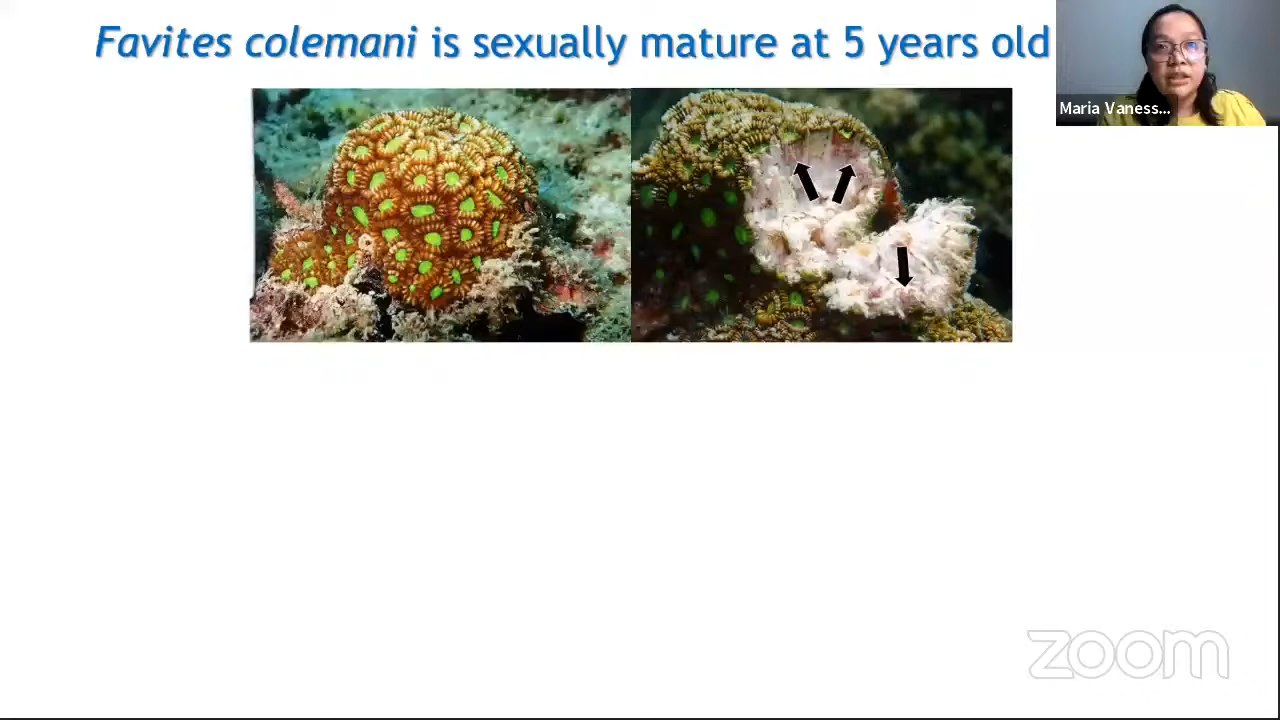 Favites colemani is sexually mature at 5 years old
Maria Vaness...
zoom